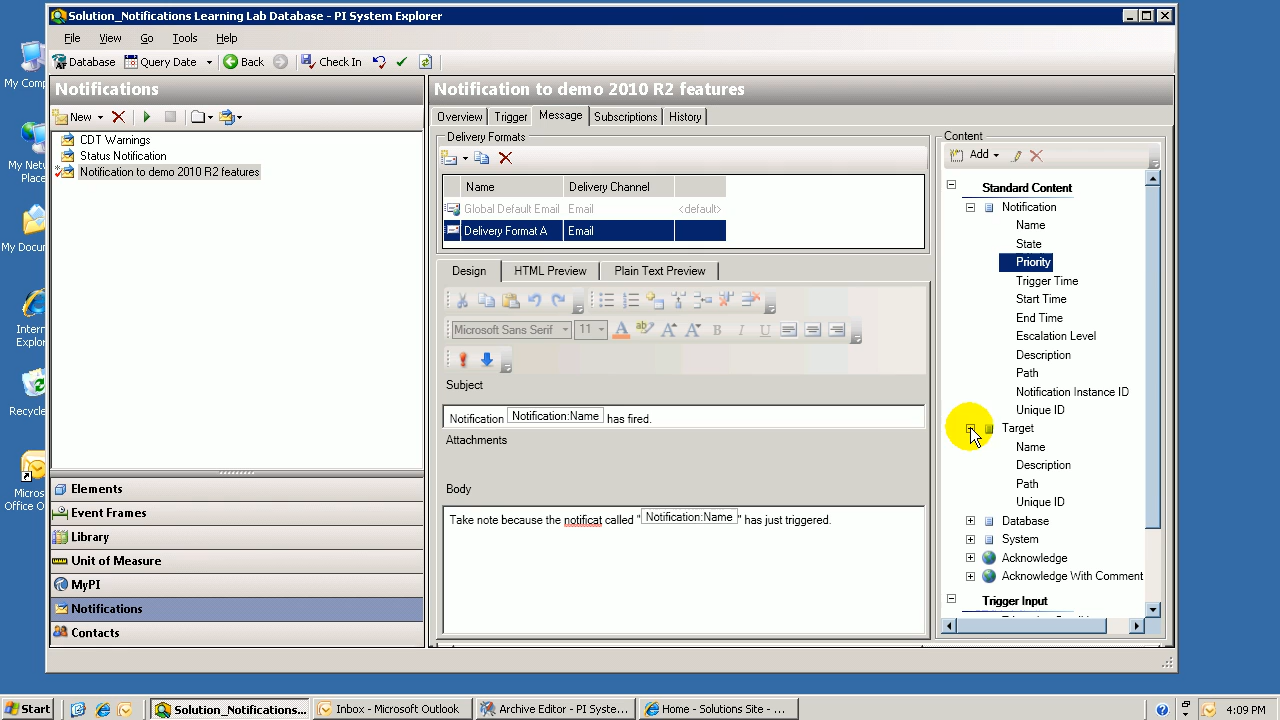 Solution_Notifications Learning Lab Database - PI System Explorer
File View Go Tools Help
Database Query Date Back Check In
Notifications
New
CDT Warnings
Status Notification
Notification to demo 2010 R2 features
Elements
Event Frames
Library
Unit of Measure
MyPI
Notifications
Contacts
Notification to demo 2010 R2 features
Overview Trigger Message Subscriptions History
Delivery Formats
Name Delivery Channel
Global Default Email Email <default>
Delivery Format A Email
Design HTML Preview Plain Text Preview
Microsoft Sans Serif 11
Subject
Notification Notification:Name has fired.
Attachments
Body
Take note because the notificat called "Notification:Name" has just triggered.
Content
Add
Standard Content
Notification
Name
State
Priority
Trigger Time
Start Time
End Time
Escalation Level
Description
Path
Notification Instance ID
Unique ID
Target
Name
Description
Path
Unique ID
Database
System
Acknowledge
Acknowledge With Comment
Trigger Input
My Comp
My Net
Place
My Docu
Intern
Explor
Recycle
Micros
Office O
Start Solution_Notifications... Inbox - Microsoft Outlook Archive Editor - PI Syste... Home - Solutions Site - ... 4:09 PM